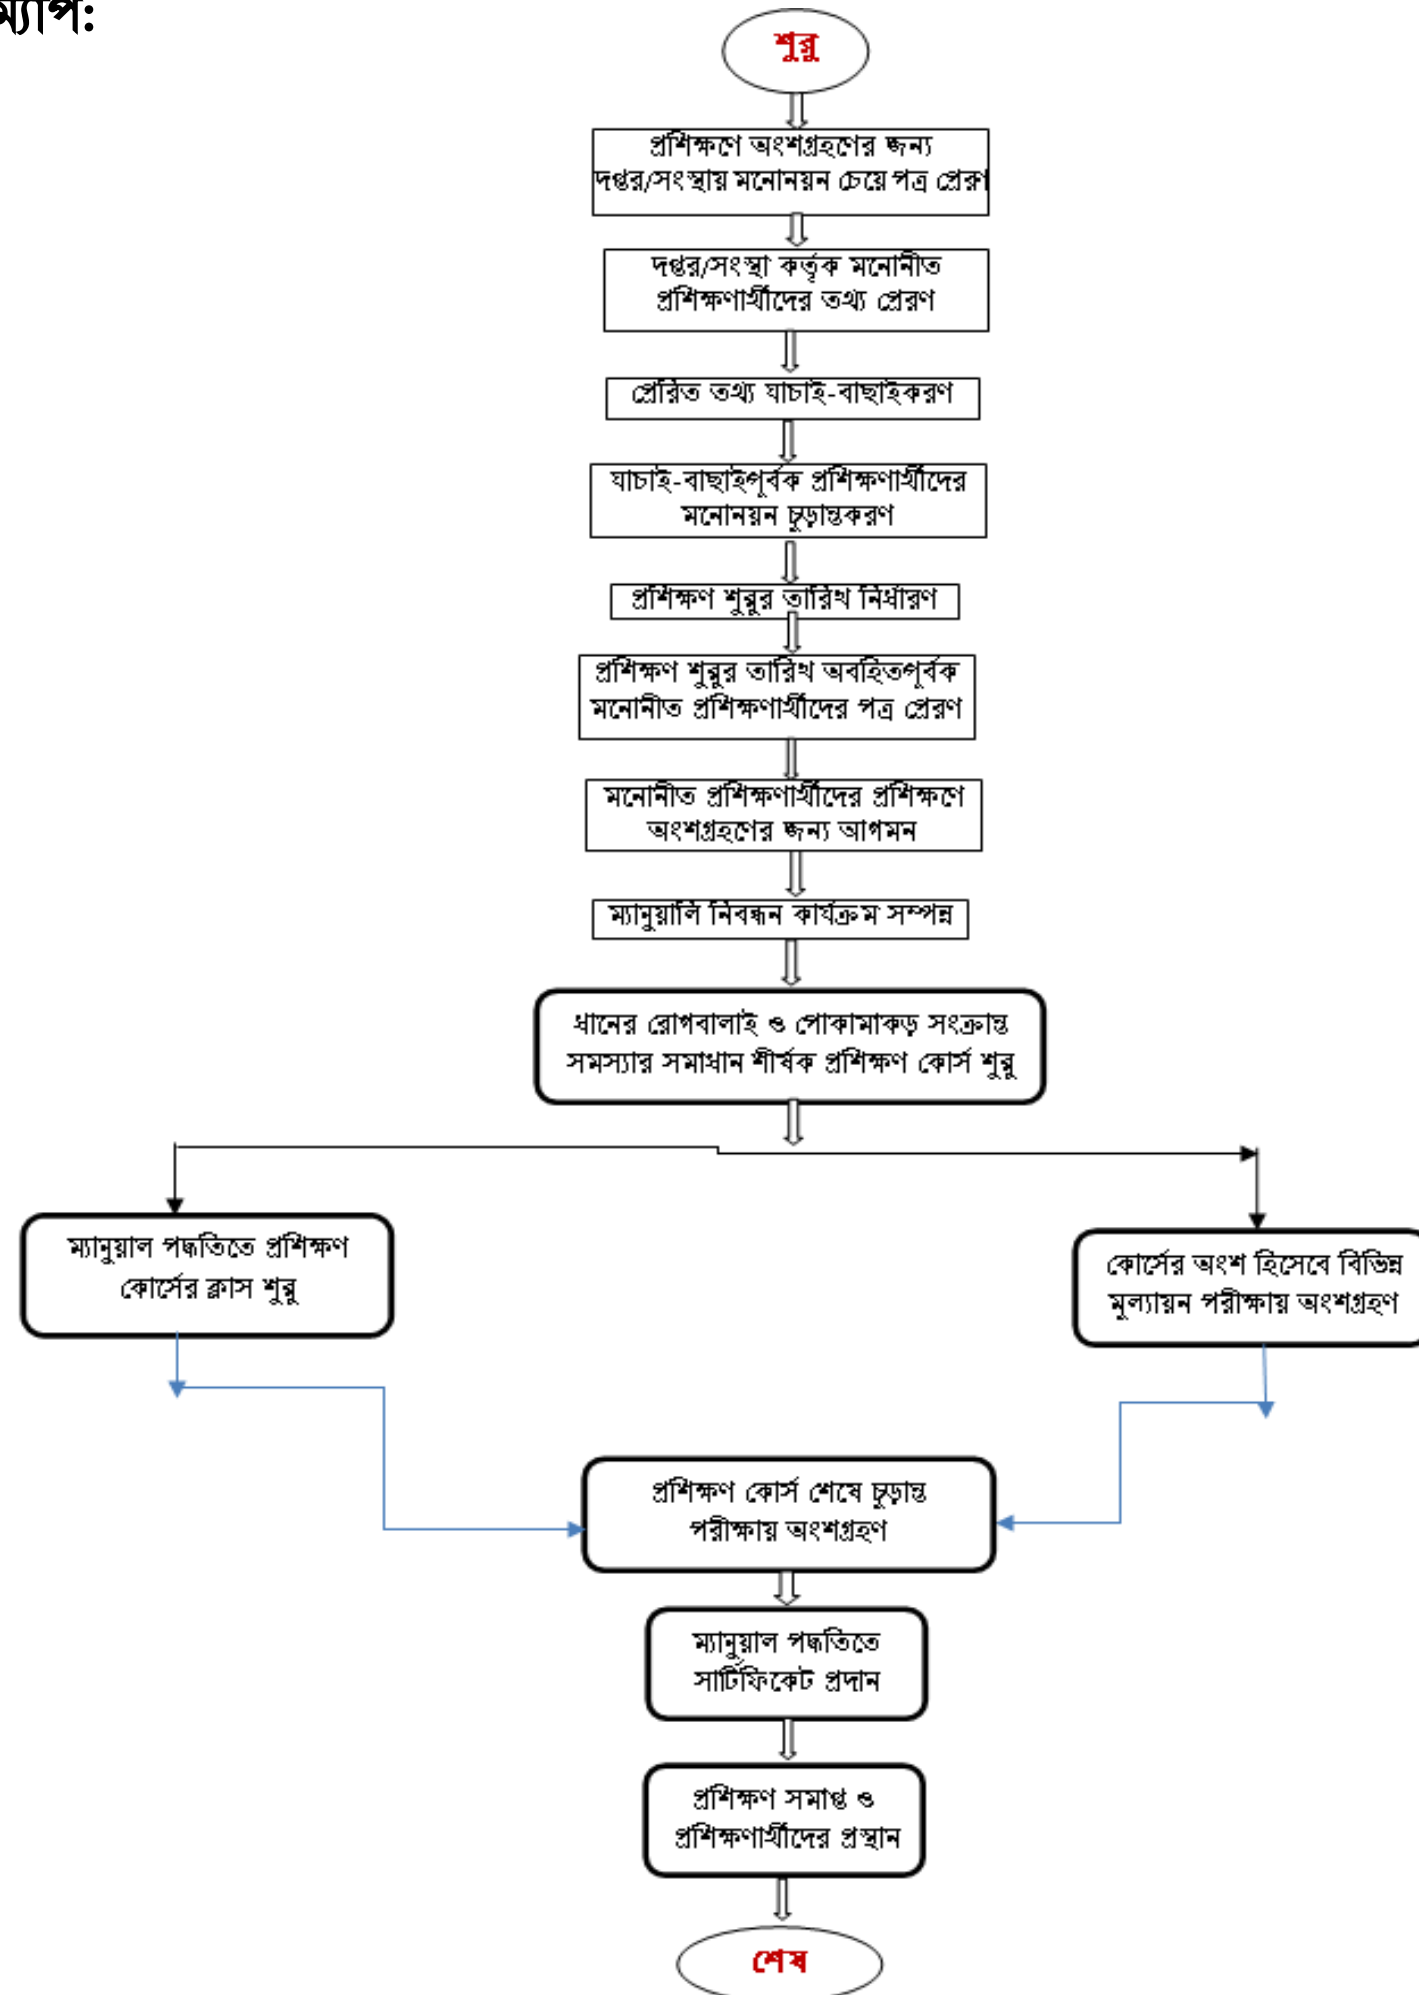 ম্যাপ:
শুরু
প্রশিক্ষণে অংশগ্রহণের জন্য
দপ্তর/সংস্থায় মনোনয়ন চেয়ে পত্র প্রেরণ
দপ্তর/সংস্থা কর্তৃক মনোনীত
প্রশিক্ষণার্থীদের তথ্য প্রেরণ
প্রেরিত তথ্য যাচাই-বাছাইকরণ
যাচাই-বাছাইপূর্বক প্রশিক্ষণার্থীদের
মনোনয়ন চূড়ান্তকরণ
প্রশিক্ষণ শুরুর তারিখ নির্ধারণ
প্রশিক্ষণ শুরুর তারিখ অবহিতপূর্বক
মনোনীত প্রশিক্ষণার্থীদের পত্র প্রেরণ
মনোনীত প্রশিক্ষণার্থীদের প্রশিক্ষণে
অংশগ্রহণের জন্য আগমন
ম্যানুয়ালি নিবন্ধন কার্যক্রম সম্পন্ন
ধানের রোগবালাই ও পোকামাকড় সংক্রান্ত
সমস্যার সমাধান শীর্ষক প্রশিক্ষণ কোর্স শুরু
ম্যানুয়াল পদ্ধতিতে প্রশিক্ষণ
কোর্সের ক্লাস শুরু
কোর্সের অংশ হিসেবে বিভিন্ন
মূল্যায়ন পরীক্ষায় অংশগ্রহণ
প্রশিক্ষণ কোর্স শেষে চূড়ান্ত
পরীক্ষায় অংশগ্রহণ
ম্যানুয়াল পদ্ধতিতে
সার্টিফিকেট প্রদান
প্রশিক্ষণ সমাপ্ত ও
প্রশিক্ষণার্থীদের প্রস্থান
শেষ